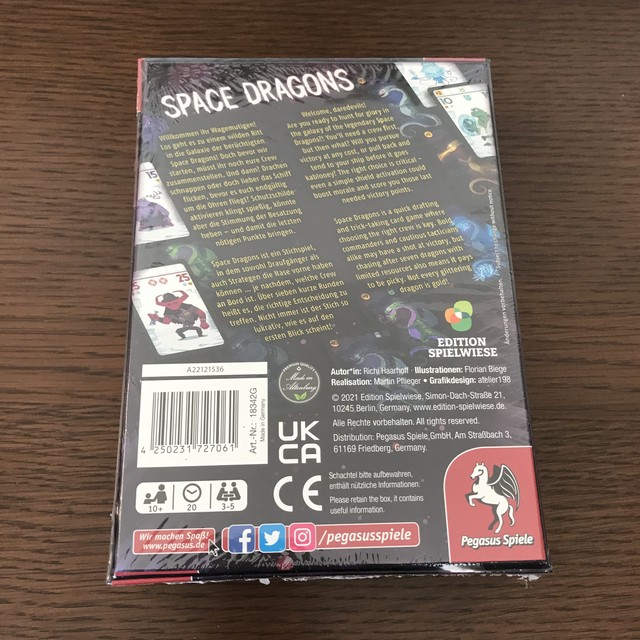 SPACE DRAGONS
Willkommen ihr Wagemutigen!
os geht es zu einem wilden Ritt
in die Galaxie der berüchtigten
Space Dragons! Doch bevor wir
starten, müsst ihr noch eure Crew
zusammenstellen. Und dann? Drachen
schnappen oder doch lieber das Schiff
flicken, bevor es euch endgültig
um die Ohren fliegt? Schutzschilde
aktivieren klingt spießig, könnte
aber die Stimmung der Besatzung
heben – und damit die letzten
nötigen Punkte bringen.
Space Dragons ist ein Stichspiel,
in dem sowohl Draufgänger als
auch Strategen die Nase vorne haben
können ... je nachdem, welche Crew
an Bord ist. Über sieben kurze Runden
heißt es, die richtige Entscheidung zu
treffen. Nicht immer ist der Stich so
lukrativ, wie es auf den
ersten Blick scheint!
Welcome, daredevils!
Are you ready to hunt for glory in
the galaxy of the legendary Space
Dragons? You'll need a crew first,
but then what? Will you pursue
victory at any cost, or pull back and
tend to your ship before it goes
kablooey? The right choice is critical –
even a simple shield activation could
boost morale and score you that last
needed victory points.
Space Dragons is a quick drafting
and trick-taking card game where
choosing the right crew is key. Bold
commanders and cautious tacticians
alike may have a shot at victory, but
chasing after seven dragons with
limited resources also means it pays
to be picky. Not every glittering
dragon is gold!
10
15
25
25
EDITION
SPIELWIESE
A22121536
4 250231 727061
Art.-Nr.: 18342G
Made in Germany
PREMIUM QUALITY
Made in
Altenburg
Autor*in: Richi Haarhoff · Illustrationen: Florian Biege
Realisation: Martin Pflieger • Grafikdesign: atelier198
© 2021 Edition Spielwiese, Simon-Dach-Straße 21,
10245 Berlin, Germany, www.edition-spielwiese.de
Alle Rechte vorbehalten. All rights reserved.
Distribution: Pegasus Spiele GmbH, Am Straßbach 3,
61169 Friedberg, Germany.
UK
CA
CE
Schachtel bitte aufbewahren,
enthält nützliche Informationen.
Please retain the box, it contains
useful information.
10+
20
3-5
Wir machen Spaß!
www.pegasus.de
/pegasusspiele
Pegasus Spiele
Änderungen vorbehalten.